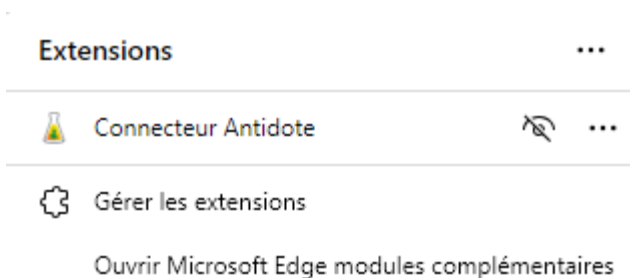 Extensions
Connecteur Antidote
Gérer les extensions
Ouvrir Microsoft Edge modules complémentaires